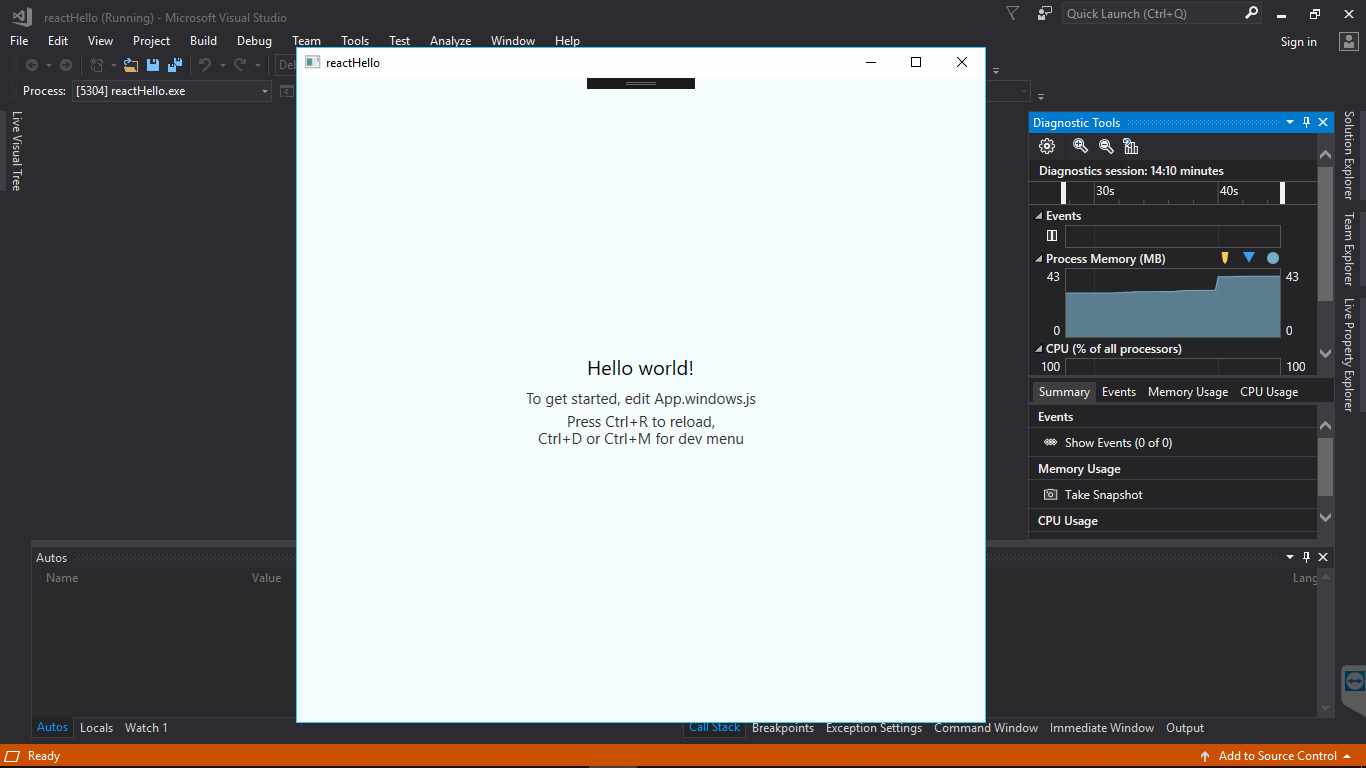 reactHello (Running) - Microsoft Visual Studio
Quick Launch (Ctrl+Q)
File Edit View Project Build Debug Team Tools Test Analyze Window Help
Sign in
Process: [5304] reactHello.exe
Live Visual Tree
reactHello
Hello world!
To get started, edit App.windows.js
Press Ctrl+R to reload,
Ctrl+D or Ctrl+M for dev menu
Diagnostic Tools
Diagnostics session: 14:10 minutes
30s 40s
Events
Process Memory (MB)
43 43
0 0
CPU (% of all processors)
100 100
Summary Events Memory Usage CPU Usage
Events
Show Events (0 of 0)
Memory Usage
Take Snapshot
CPU Usage
Solution Explorer
Team Explorer
Live Property Explorer
Autos
Name Value Lang
Autos Locals Watch 1
Call Stack Breakpoints Exception Settings Command Window Immediate Window Output
Ready
Add to Source Control